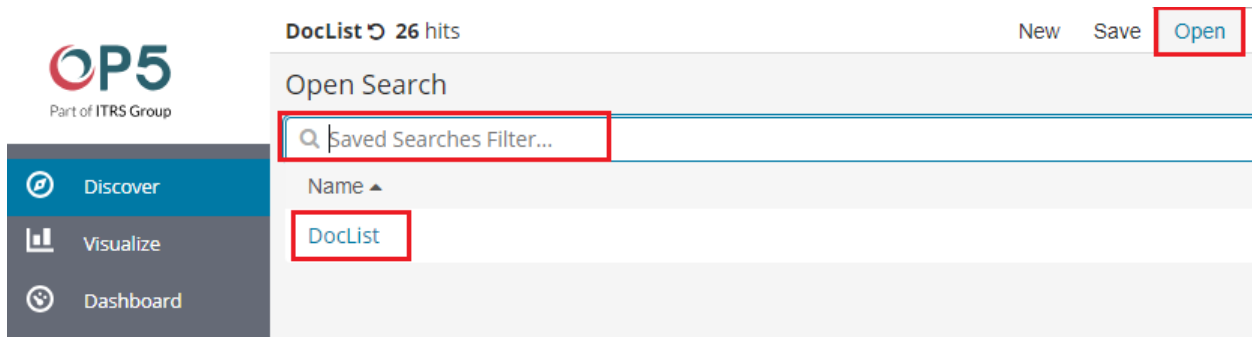 OP5
Part of ITRS Group
DocList 26 hits
New Save Open
Open Search
Saved Searches Filter...
Name
DocList
Discover
Visualize
Dashboard